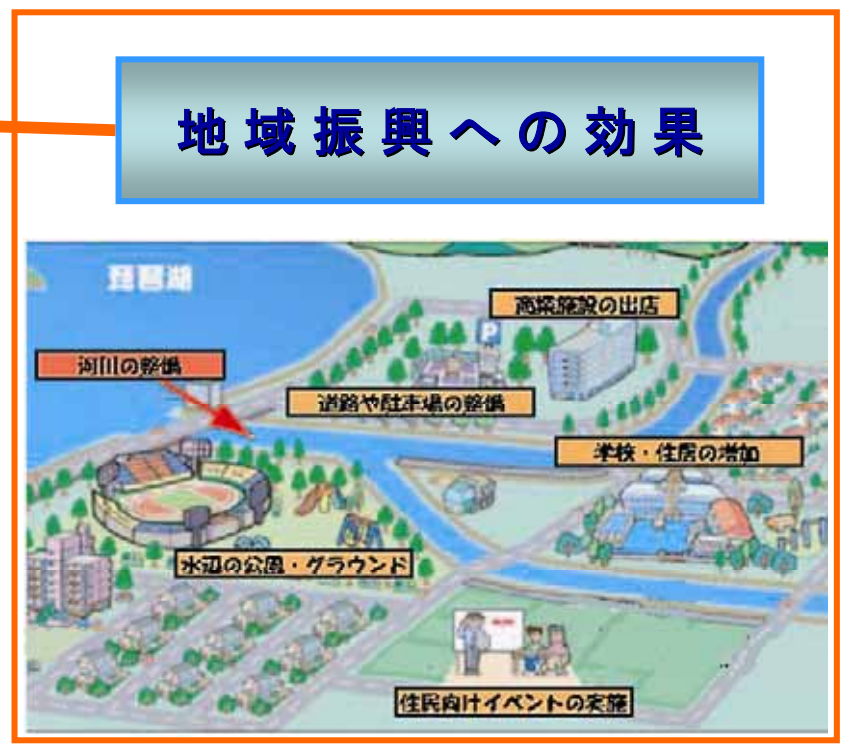 地域振興への効果
琵琶湖
商業施設の出店
P
河川の整備
道路や駐車場の整備
学校・住居の増加
水辺の公園・グラウンド
住民向けイベントの実施